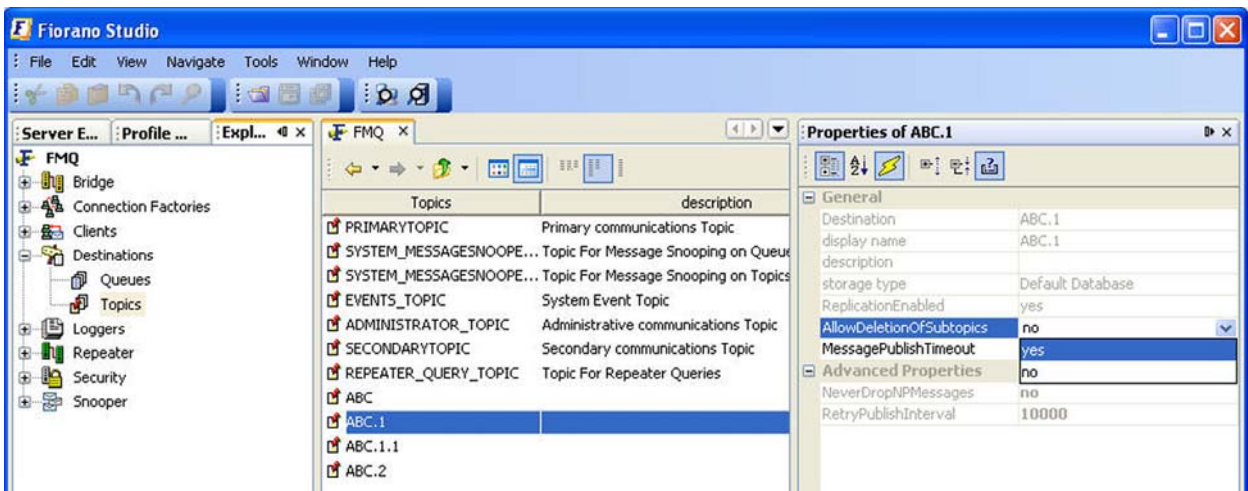 Fiorano Studio
File Edit View Navigate Tools Window Help
Server E... Profile ... Expl...
FMQ
Bridge
Connection Factories
Clients
Destinations
Queues
Topics
Loggers
Repeater
Security
Snooper
FMQ
Topics description
PRIMARYTOPIC Primary communications Topic
SYSTEM_MESSAGESNOOPE... Topic For Message Snooping on Queue
SYSTEM_MESSAGESNOOPE... Topic For Message Snooping on Topics
EVENTS_TOPIC System Event Topic
ADMINISTRATOR_TOPIC Administrative communications Topic
SECONDARYTOPIC Secondary communications Topic
REPEATER_QUERY_TOPIC Topic For Repeater Queries
ABC
ABC.1
ABC.1.1
ABC.2
Properties of ABC.1
General
Destination ABC.1
display name ABC.1
description
storage type Default Database
ReplicationEnabled yes
AllowDeletionOfSubtopics no
MessagePublishTimeout yes
Advanced Properties no
NeverDropNPMessages no
RetryPublishInterval 10000